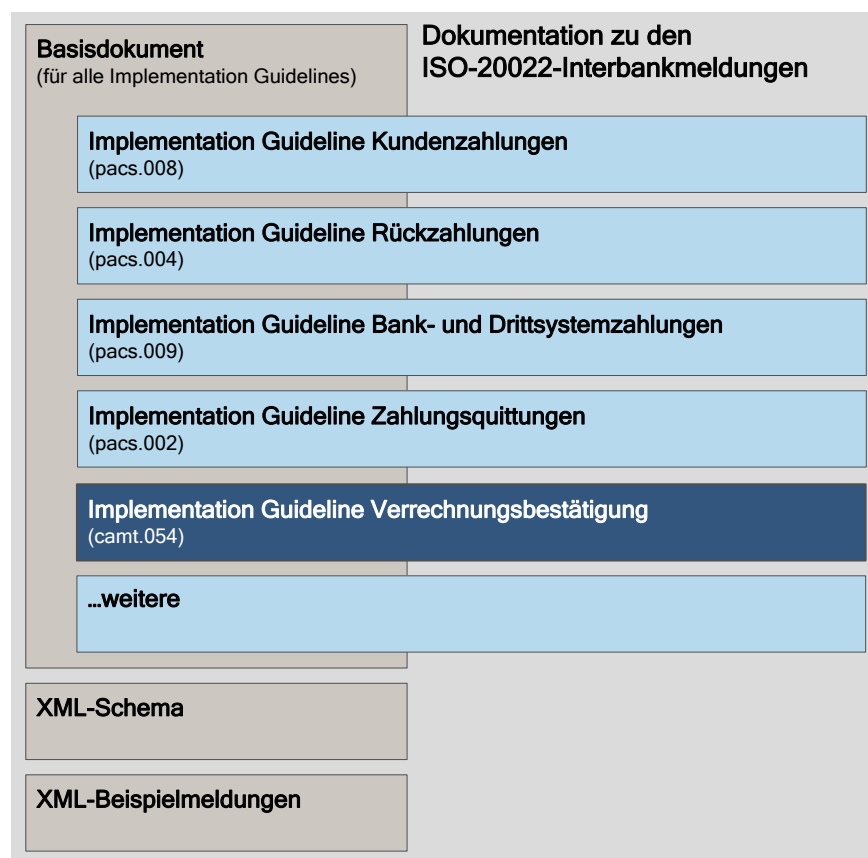 Basisdokument
(für alle Implementation Guidelines)
Dokumentation zu den
ISO-20022-Interbankmeldungen
Implementation Guideline Kundenzahlungen
(pacs.008)
Implementation Guideline Rückzahlungen
(pacs.004)
Implementation Guideline Bank- und Drittsystemzahlungen
(pacs.009)
Implementation Guideline Zahlungsquittungen
(pacs.002)
Implementation Guideline Verrechnungsbestätigung
(camt.054)
…weitere
XML-Schema
XML-Beispielmeldungen